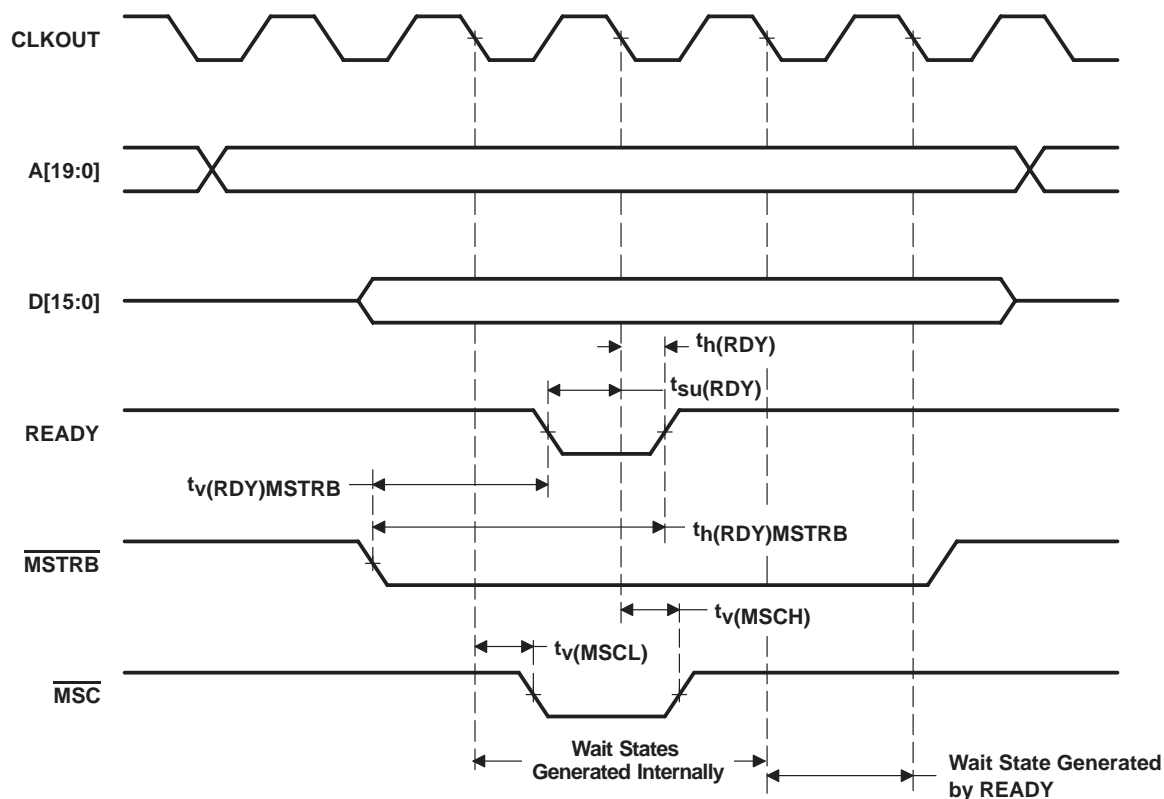 CLKOUT
A[19:0]
D[15:0]
th(RDY)
tsu(RDY)
READY
tv(RDY)MSTRB
th(RDY)MSTRB
MSTRB
tv(MSCH)
tv(MSCL)
MSC
Wait States
Generated Internally
Wait State Generated
by READY